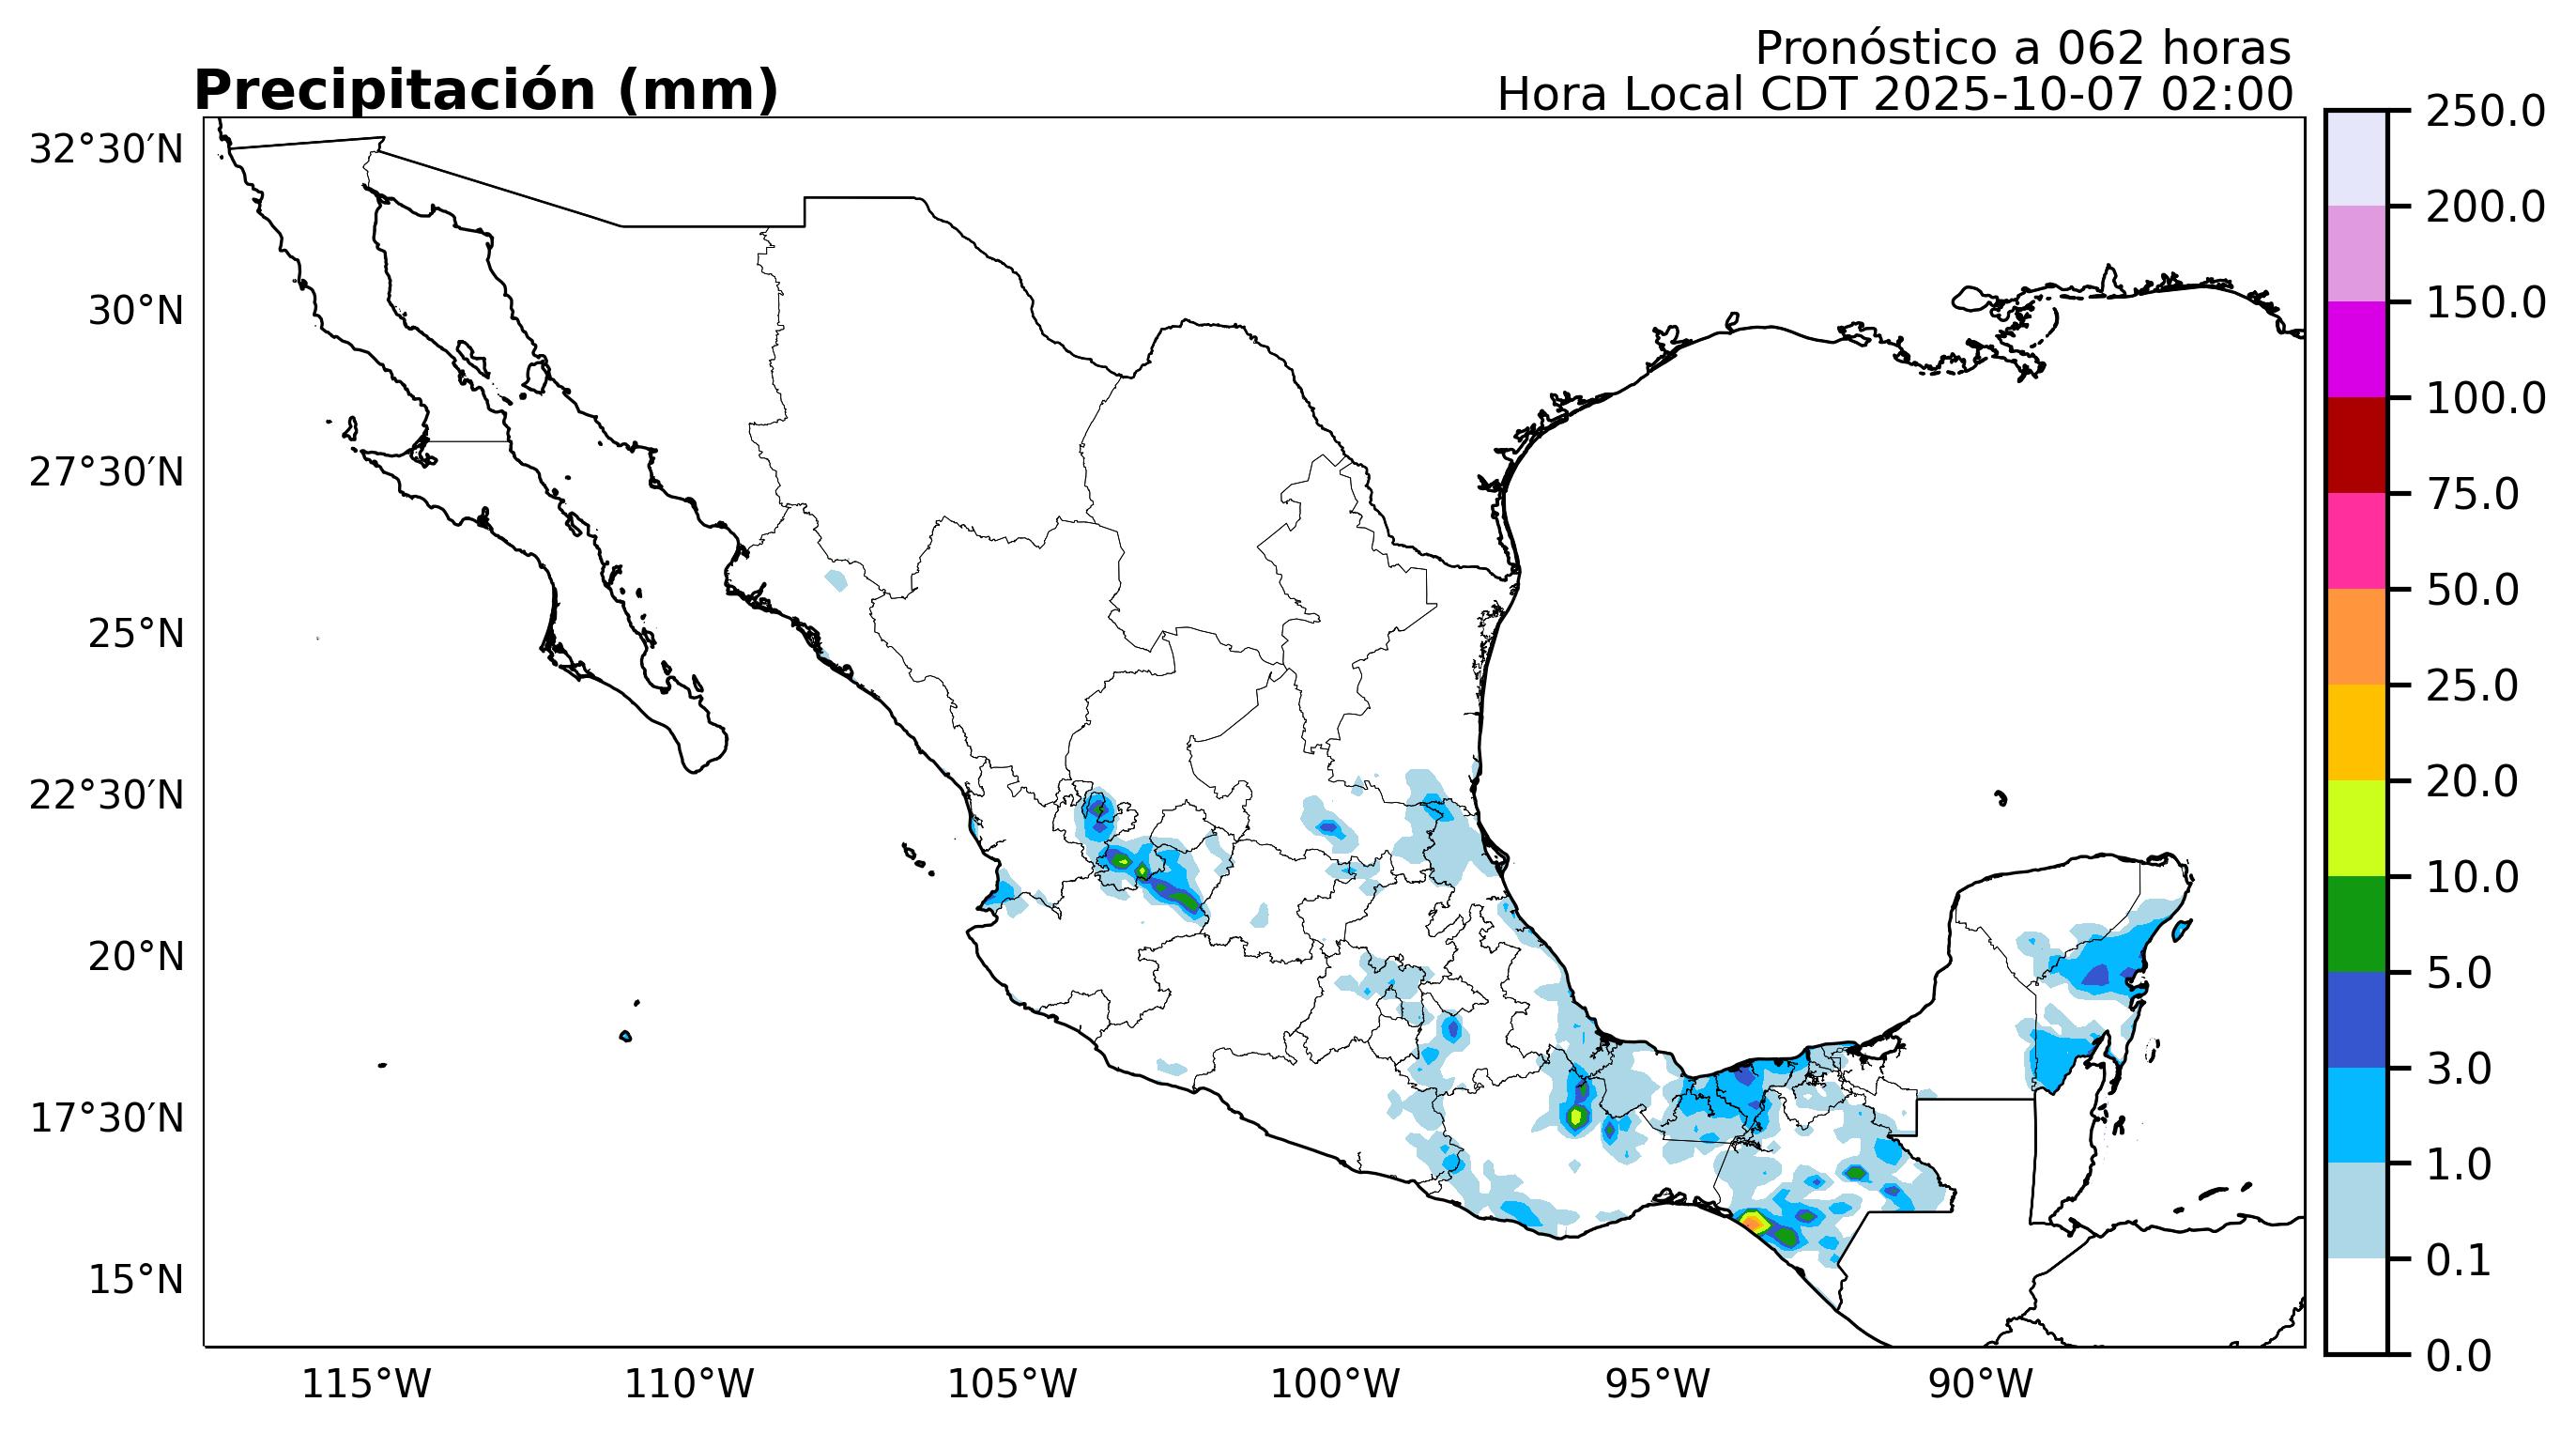 Pronóstico a 062 horas
Precipitación (mm)
Hora Local CDT 2025-10-07 02:00
32°30′N
30°N
27°30′N
25°N
22°30′N
20°N
17°30′N
15°N
115°W
110°W
105°W
100°W
95°W
90°W
250.0
200.0
150.0
100.0
75.0
50.0
25.0
20.0
10.0
5.0
3.0
1.0
0.1
0.0